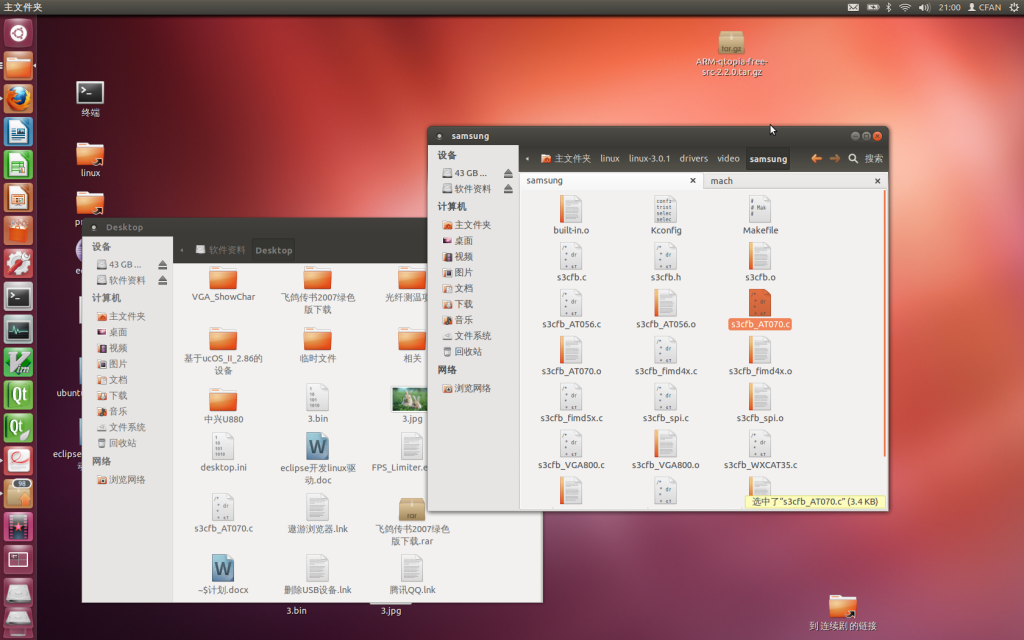 主文件夹
21:00
CFAN
98
终端
linux
ARM-qtopia-free-
src-2.2.0.tar.gz
tar.gz
samsung
设备
43 GB ...
软件资料
计算机
主文件夹
桌面
视频
图片
文档
下载
音乐
文件系统
回收站
网络
浏览网络
主文件夹 linux linux-3.0.1 drivers video samsung 搜索
samsung
mach
built-in.o Kconfig Makefile
s3cfb.c s3cfb.h s3cfb.o
s3cfb_AT056.c s3cfb_AT056.o s3cfb_AT070.c
s3cfb_AT070.o s3cfb_fimd4x.c s3cfb_fimd4x.o
s3cfb_fimd5x.c s3cfb_spi.c s3cfb_spi.o
s3cfb_VGA800.c s3cfb_VGA800.o s3cfb_WXCAT35.c
选中了"s3cfb_AT070.c" (3.4 KB)
Desktop
设备
43 GB ...
软件资料
计算机
主文件夹
桌面
视频
图片
文档
下载
音乐
文件系统
回收站
网络
浏览网络
软件资料 Desktop
VGA_ShowChar
飞鸽传书2007绿色
版下载
光纤测温项
基于ucOS_II_2.86的
设备
临时文件
相关
中兴U880
3.bin
3.jpg
desktop.ini
eclipse开发linux驱
动.doc
FPS_Limiter.e
s3cfb_AT070.c
遨游浏览器.lnk
rar
飞鸽传书2007绿色
版下载.rar
~$计划.docx
删除USB设备.lnk
腾讯QQ.lnk
ubuntu
eclipse
3.bin
3.jpg
到 连续剧 的链接